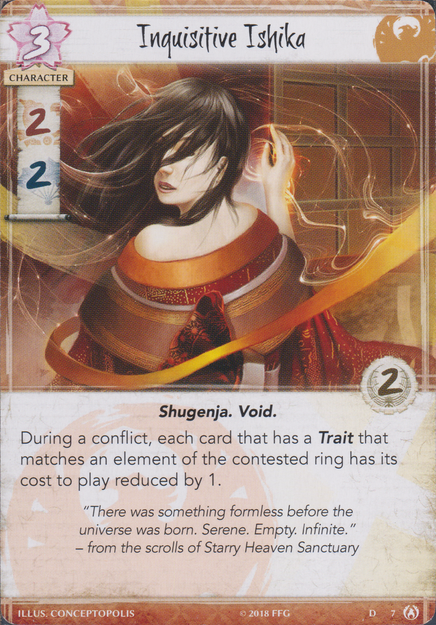 3
Inquisitive Ishika
CHARACTER
2
2
2
Shugenja. Void.
During a conflict, each card that has a Trait that
matches an element of the contested ring has its
cost to play reduced by 1.
“There was something formless before the
universe was born. Serene. Empty. Infinite.”
– from the scrolls of Starry Heaven Sanctuary
ILLUS. CONCEPTOPOLIS © 2018 FFG D 7